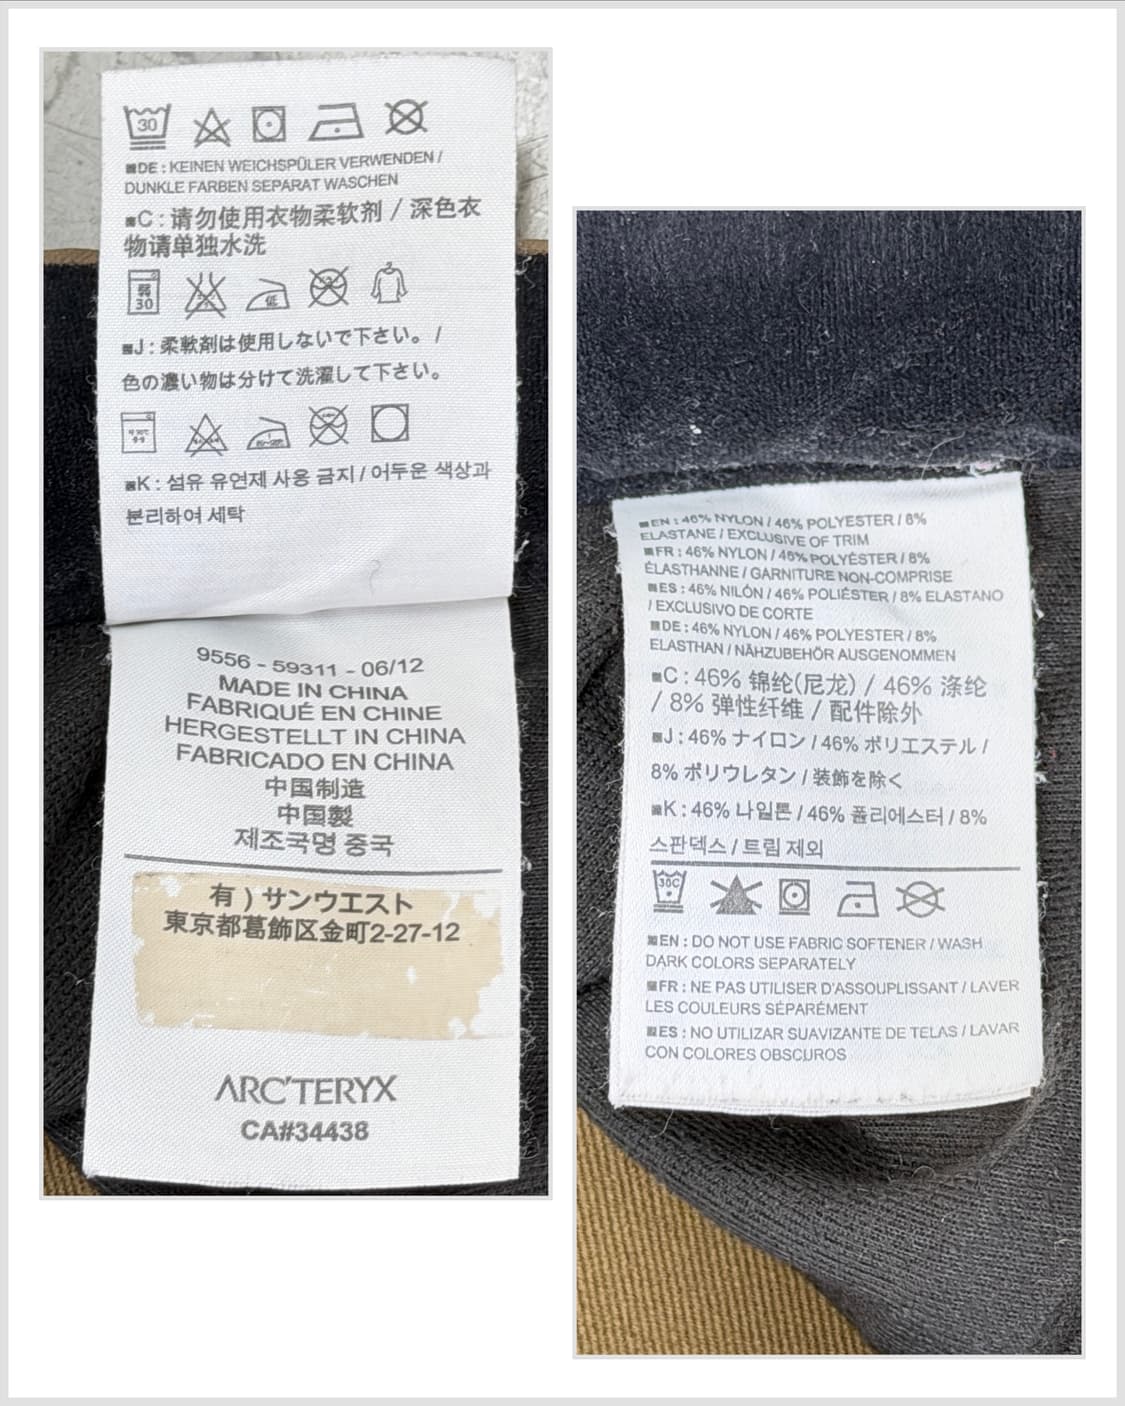 30
■DE : KEINEN WEICHSPÜLER VERWENDEN /
DUNKLE FARBEN SEPARAT WASCHEN
■C : 请勿使用衣物柔软剂 / 深色衣
物请单独水洗
弱
30
低
■J : 柔軟剤は使用しないで下さい。 /
色の濃い物は分けて洗濯して下さい。
■K : 섬유 유연제 사용 금지 / 어두운 색상과
분리하여 세탁
9556 - 59311 - 06/12
MADE IN CHINA
FABRIQUÉ EN CHINE
HERGESTELLT IN CHINA
FABRICADO EN CHINA
中国制造
中国製
제조국명 중국
有 ) サンウエスト
東京都葛飾区金町2-27-12
ARC'TERYX
CA#34438
■EN : 46% NYLON / 46% POLYESTER / 8%
ELASTANE / EXCLUSIVE OF TRIM
■FR : 46% NYLON / 46% POLYÉSTER / 8%
ÉLASTHANNE / GARNITURE NON-COMPRISE
■ES : 46% NILÓN / 46% POLIÉSTER / 8% ELASTANO
/ EXCLUSIVO DE CORTE
■DE : 46% NYLON / 46% POLYESTER / 8%
ELASTHAN / NÄHZUBEHÖR AUSGENOMMEN
■C : 46% 锦纶(尼龙) / 46% 涤纶
/ 8% 弹性纤维 / 配件除外
■J : 46% ナイロン / 46% ポリエステル /
8% ポリウレタン / 装飾を除く
■K : 46% 나일론 / 46% 폴리에스터 / 8%
스판덱스 / 트림 제외
30C
■EN : DO NOT USE FABRIC SOFTENER / WASH
DARK COLORS SEPARATELY
■FR : NE PAS UTILISER D'ASSOUPLISSANT / LAVER
LES COULEURS SÉPARÉMENT
■ES : NO UTILIZAR SUAVIZANTE DE TELAS / LAVAR
CON COLORES OBSCUROS